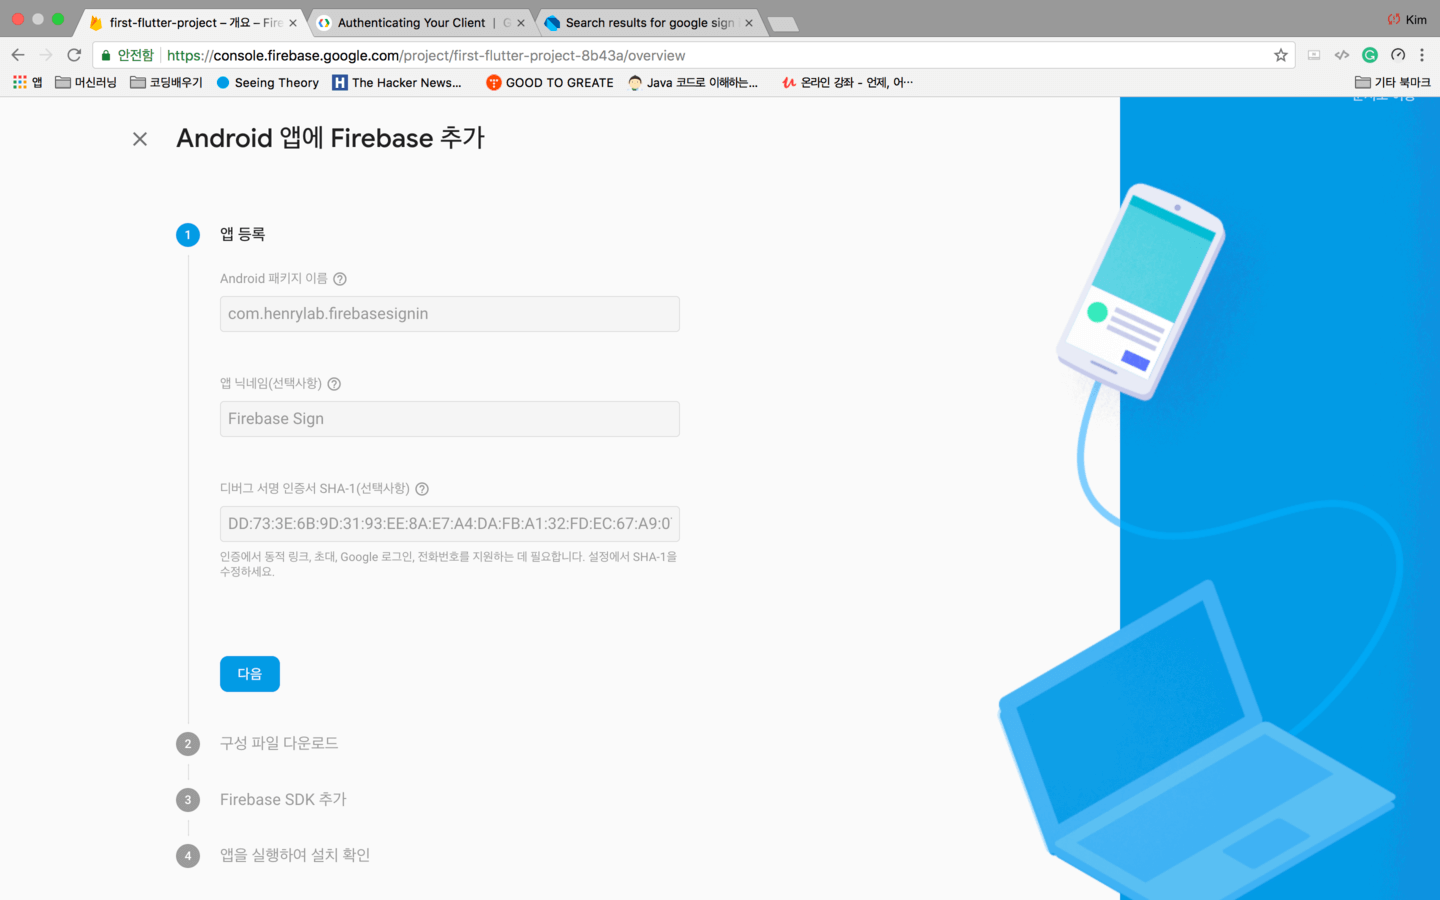 first-flutter-project – 개요 – Fire
Authenticating Your Client | G
Search results for google sign
Kim
안전함 https://console.firebase.google.com/project/first-flutter-project-8b43a/overview
앱 머신러닝 코딩배우기 Seeing Theory The Hacker News... GOOD TO GREATE Java 코드로 이해하는... 온라인 강좌 - 언제, 어... 기타 북마크
Android 앱에 Firebase 추가
1 앱 등록
Android 패키지 이름
com.henrylab.firebasesignin
앱 닉네임(선택사항)
Firebase Sign
디버그 서명 인증서 SHA-1(선택사항)
DD:73:3E:6B:9D:31:93:EE:8A:E7:A4:DA:FB:A1:32:FD:EC:67:A9:0
인증에서 동적 링크, 초대, Google 로그인, 전화번호를 지원하는 데 필요합니다. 설정에서 SHA-1을
수정하세요.
다음
2 구성 파일 다운로드
3 Firebase SDK 추가
4 앱을 실행하여 설치 확인